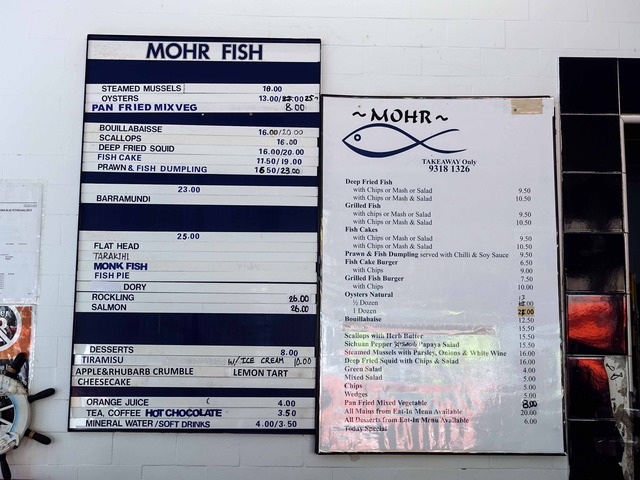 MOHR FISH
STEAMED MUSSELS 18.00
OYSTERS 13.00/ 25-
PAN FRIED MIXVEG 8.00
BOUILLABAISSE 16.00/20.00
SCALLOPS 16.00
DEEP FRIED SQUID 16.00/20.00
FISH CAKE 11.50/19.00
PRAWN & FISH DUMPLING 16.50/23.00
23.00
BARRAMUNDI
25.00
FLAT HEAD
TARAKIHI
MONK FISH
FISH PIE
DORY
ROCKLING 26.00
SALMON 26.00
DESSERTS 8.00
TIRAMISU W/ICE CREAM 10.00
APPLE&RHUBARB CRUMBLE LEMON TART
CHEESECAKE
ORANGE JUICE 4.00
TEA, COFFEE HOT CHOCOLATE 3.50
MINERAL WATER/SOFT DRINKS 4.00/3.50
~MOHR~
TAKEAWAY Only
9318 1326
Deep Fried Fish
with Chips or Mash or Salad 9.50
with Chips or Mash & Salad 10.50
Grilled Fish
with chips or Mash or Salad 9.50
with Chips or Mash & Salad 10.50
Fish Cakes
with Chips or Mash or Salad 9.50
with Chips or Mash & Salad 10.50
Prawn & Fish Dumpling served with Chilli & Soy Sauce 9.50
Fish Cake Burger 6.50
with Chips 9.00
Grilled Fish Burger 7.50
with Chips 10.00
Oysters Natural
½ Dozen 13
1 Dozen
Bouillabaisse 12.50
15.50
Scallops with Herb Butter 15.50
Sichuan Pepper Papaya Salad 15.50
Steamed Mussels with Parsley, Onions & White Wine 16.00
Deep Fried Squid with Chips & Salad 16.00
Green Salad 4.00
Mixed Salad 5.00
Chips 5.00
Wedges 5.00
Pan Fried Mixed Vegetable 8.00
All Mains from Eat-In Menu Available 20.00
All Desserts from Eat-In Menu Available 6.00
Today Special